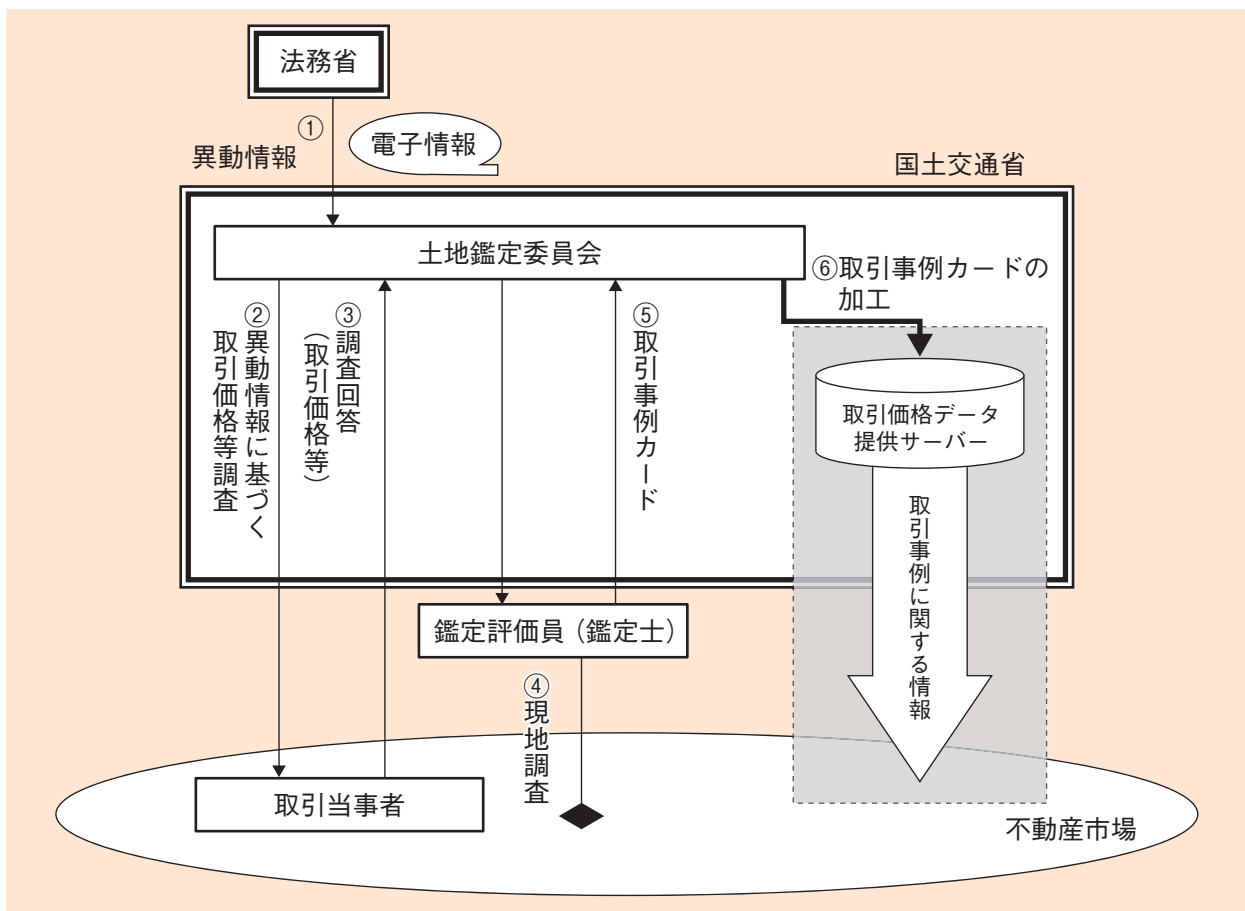 法務省
①
異動情報
電子情報
国土交通省
土地鑑定委員会
⑥取引事例カードの
加工
②異動情報に基づく
取引価格等調査
③調査回答
（取引価格等）
⑤取引事例カード
取引価格データ
提供サーバー
取引事例に関する情報
鑑定評価員（鑑定士）
④現地調査
取引当事者
不動産市場